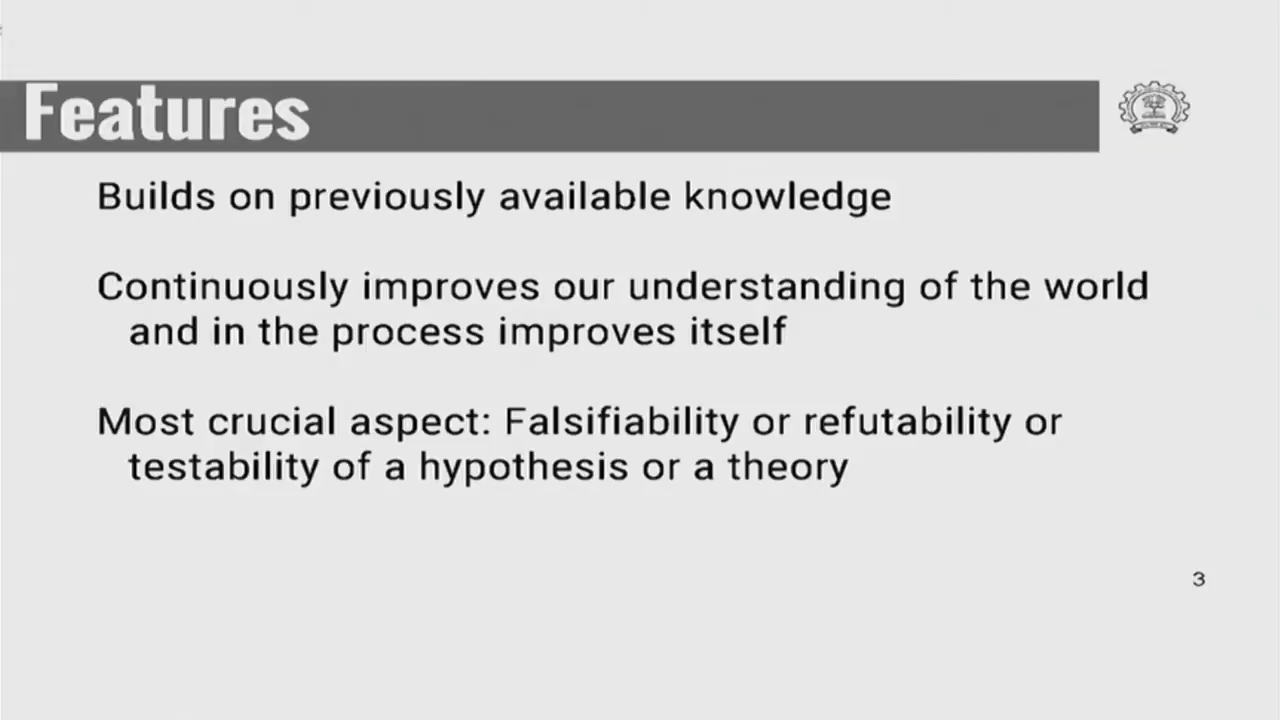 Features
Builds on previously available knowledge
Continuously improves our understanding of the world
and in the process improves itself
Most crucial aspect: Falsifiability or refutability or
testability of a hypothesis or a theory
3